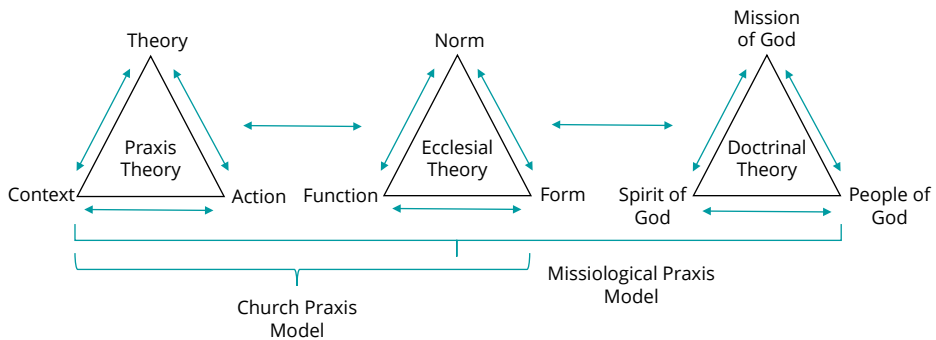 Theory
Praxis
Theory
Context
Action
Norm
Ecclesial
Theory
Function
Form
Mission
of God
Doctrinal
Theory
Spirit of
God
People of
God
Church Praxis
Model
Missiological Praxis
Model